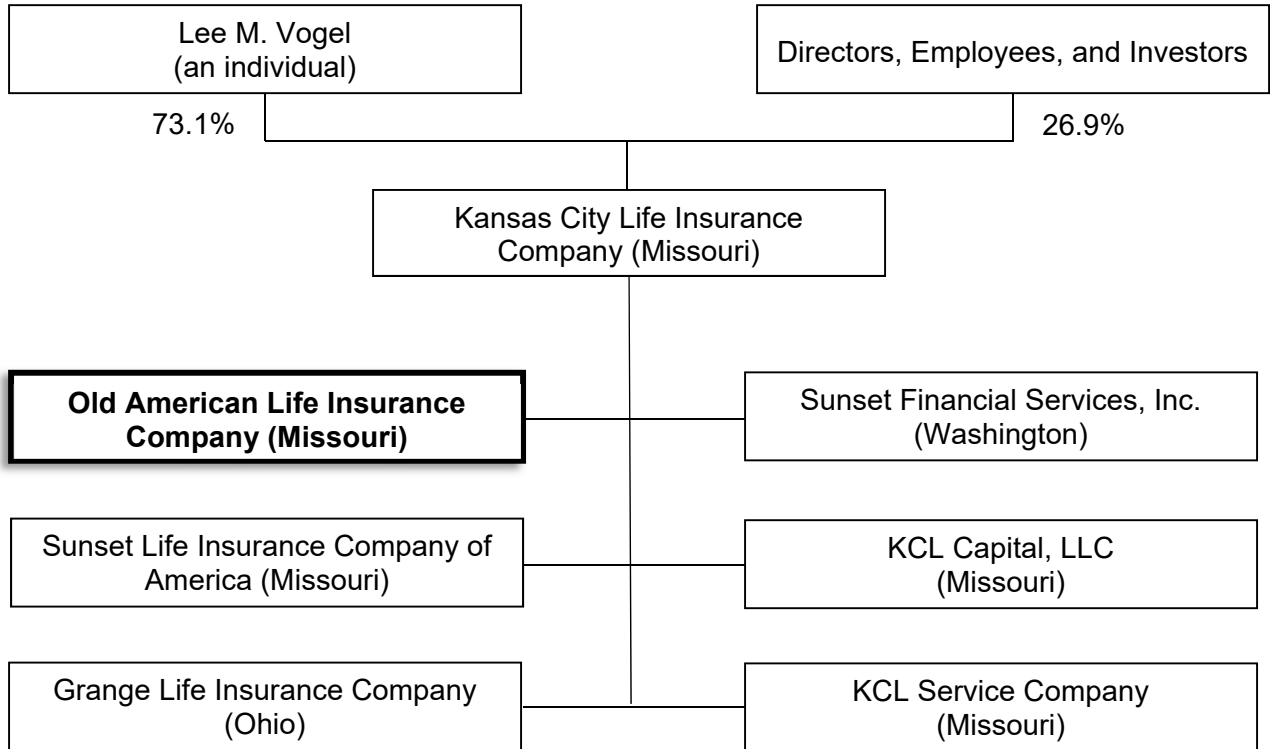 Lee M. Vogel
(an individual)
Directors, Employees, and Investors
73.1%
26.9%
Kansas City Life Insurance
Company (Missouri)
Old American Life Insurance
Company (Missouri)
Sunset Financial Services, Inc.
(Washington)
Sunset Life Insurance Company of
America (Missouri)
KCL Capital, LLC
(Missouri)
Grange Life Insurance Company
(Ohio)
KCL Service Company
(Missouri)